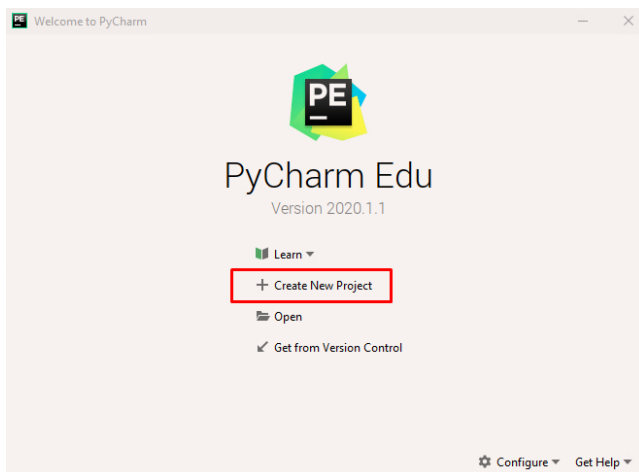 PE Welcome to PyCharm
PE
PyCharm Edu
Version 2020.1.1
Learn
Create New Project
Open
Get from Version Control
Configure Get Help